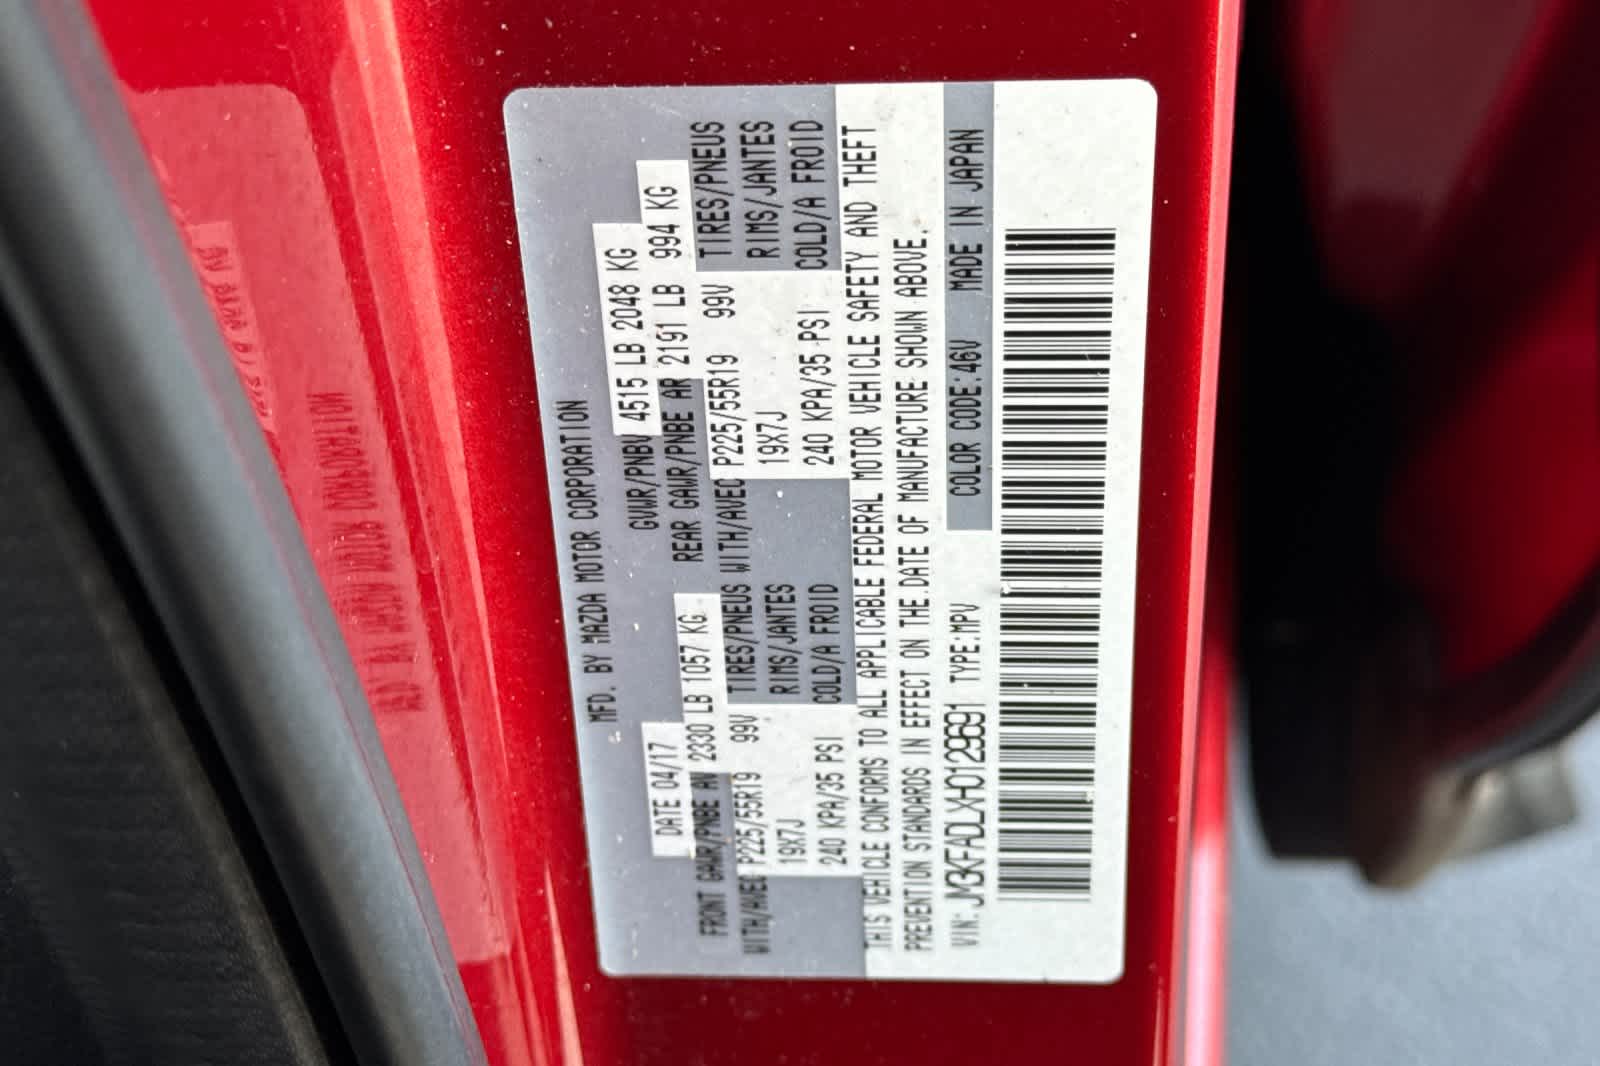 MFD. BY MAZDA MOTOR CORPORATION
DATE 04/17 GVWR/PNBV 4515 LB 2048 KG
FRONT GAWR/PNBE AV 2330 LB 1057 KG REAR GAWR/PNBE AR 2191 LB 994 KG
WITH/AVEC P225/55R19 99V TIRES/PNEUS WITH/AVEC P225/55R19 99V TIRES/PNEUS
19X7J RIMS/JANTES 19X7J RIMS/JANTES
240 KPA/35 PSI COLD/A FROID 240 KPA/35 PSI COLD/A FROID
THIS VEHICLE CONFORMS TO ALL APPLICABLE FEDERAL MOTOR VEHICLE SAFETY AND THEFT
PREVENTION STANDARDS IN EFFECT ON THE DATE OF MANUFACTURE SHOWN ABOVE.
VIN: JM3KFADLXH0129691 TYPE:MPV COLOR CODE:46V MADE IN JAPAN